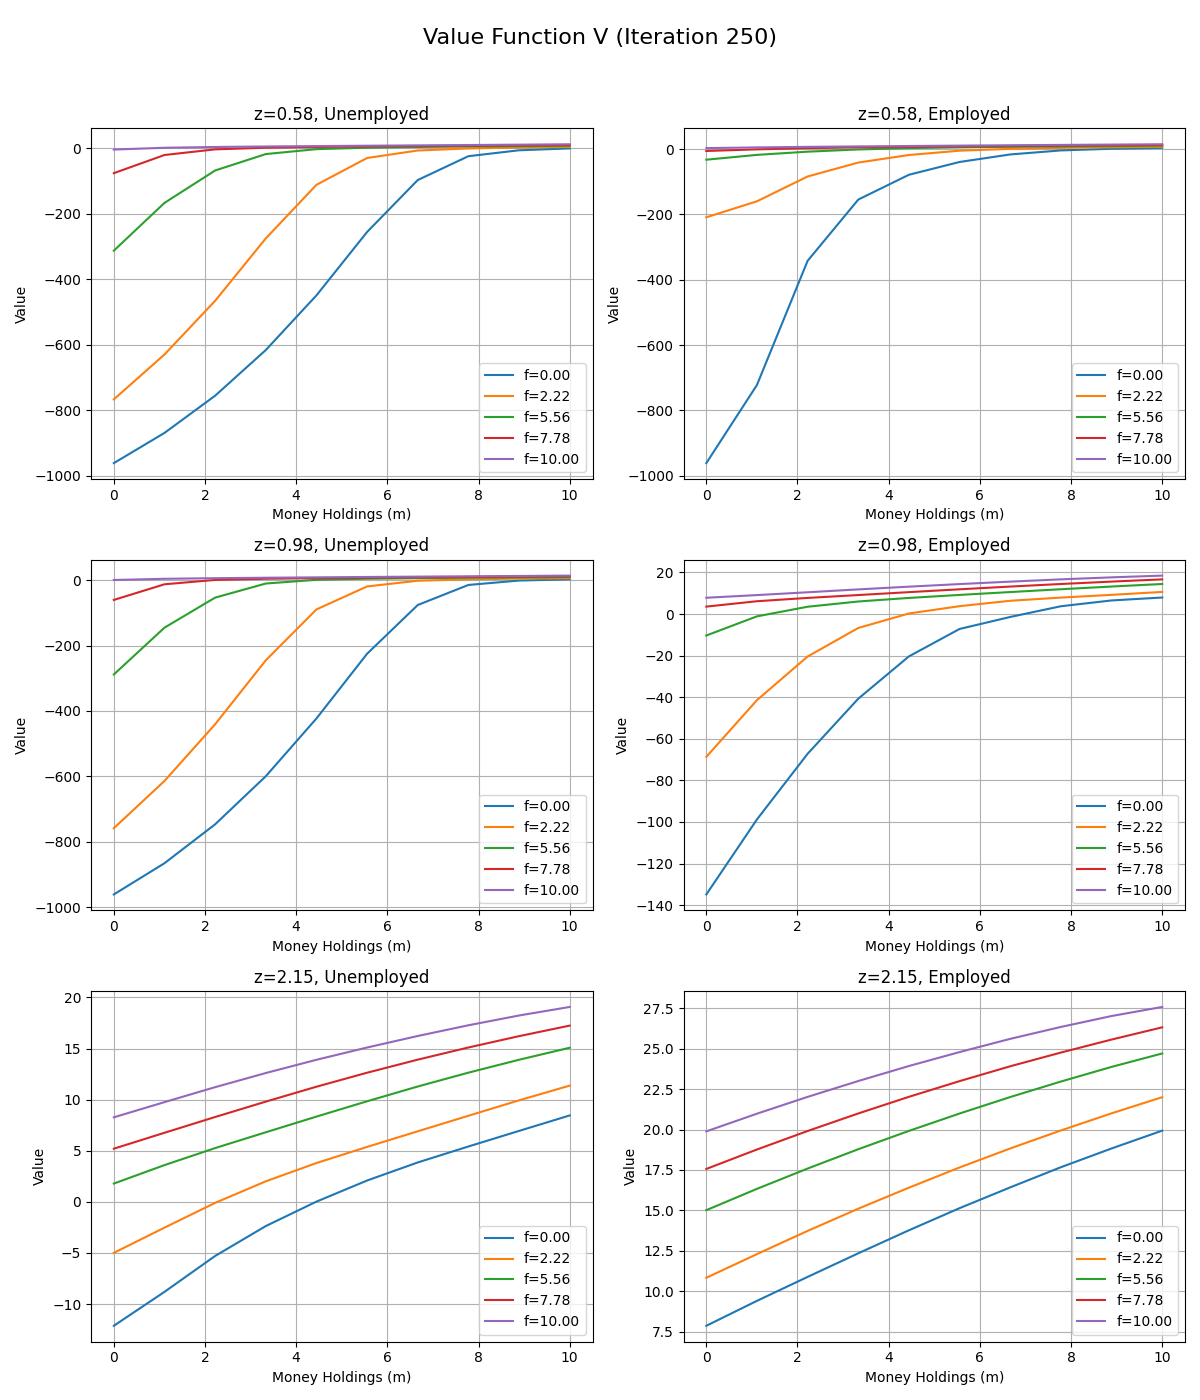 Value Function V (Iteration 250)
z=0.58, Unemployed
0
−200
−400
−600
−800
−1000
Value
0 2 4 6 8 10
Money Holdings (m)
f=0.00
f=2.22
f=5.56
f=7.78
f=10.00
z=0.58, Employed
0
−200
−400
−600
−800
−1000
Value
0 2 4 6 8 10
Money Holdings (m)
f=0.00
f=2.22
f=5.56
f=7.78
f=10.00
z=0.98, Unemployed
0
−200
−400
−600
−800
−1000
Value
0 2 4 6 8 10
Money Holdings (m)
f=0.00
f=2.22
f=5.56
f=7.78
f=10.00
z=0.98, Employed
20
0
−20
−40
−60
−80
−100
−120
−140
Value
0 2 4 6 8 10
Money Holdings (m)
f=0.00
f=2.22
f=5.56
f=7.78
f=10.00
z=2.15, Unemployed
20
15
10
5
0
−5
−10
Value
0 2 4 6 8 10
Money Holdings (m)
f=0.00
f=2.22
f=5.56
f=7.78
f=10.00
z=2.15, Employed
27.5
25.0
22.5
20.0
17.5
15.0
12.5
10.0
7.5
Value
0 2 4 6 8 10
Money Holdings (m)
f=0.00
f=2.22
f=5.56
f=7.78
f=10.00